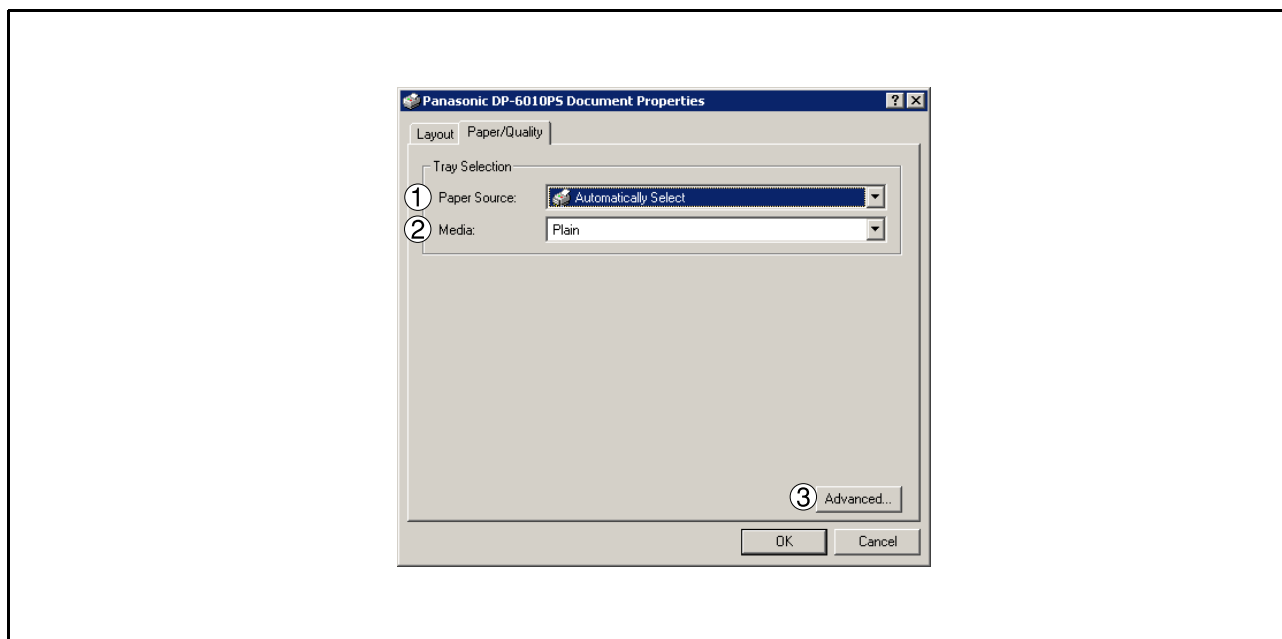 Panasonic DP-6010PS Document Properties
Layout Paper/Quality
Tray Selection
① Paper Source: Automatically Select
② Media: Plain
③ Advanced...
OK Cancel